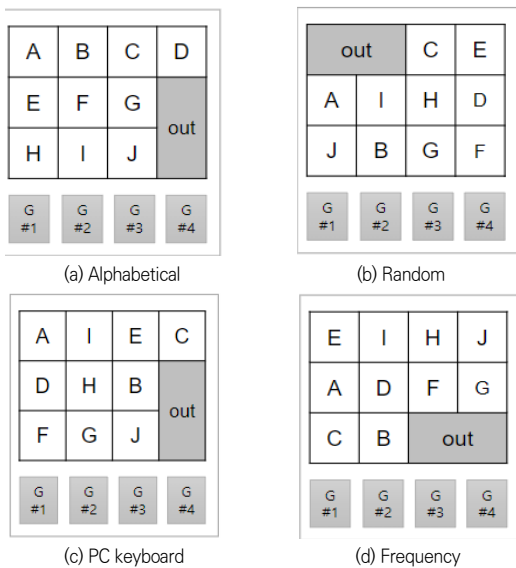 A B C D
E F G
out
H I J
G #1 G #2 G #3 G #4
(a) Alphabetical
out C E
A I H D
J B G F
G #1 G #2 G #3 G #4
(b) Random
A I E C
D H B
out
F G J
G #1 G #2 G #3 G #4
(c) PC keyboard
E I H J
A D F G
C B out
G #1 G #2 G #3 G #4
(d) Frequency